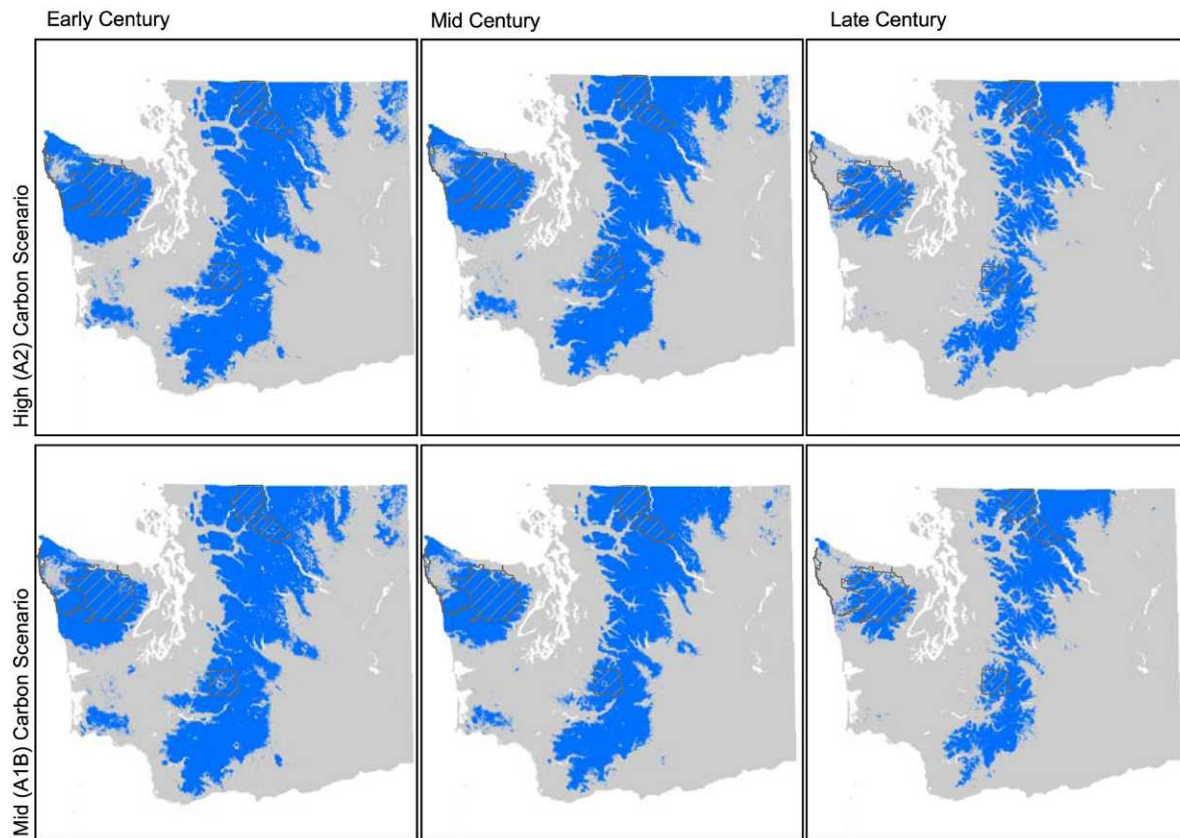 Early Century
Mid Century
Late Century
High (A2) Carbon Scenario
Mid (A1B) Carbon Scenario